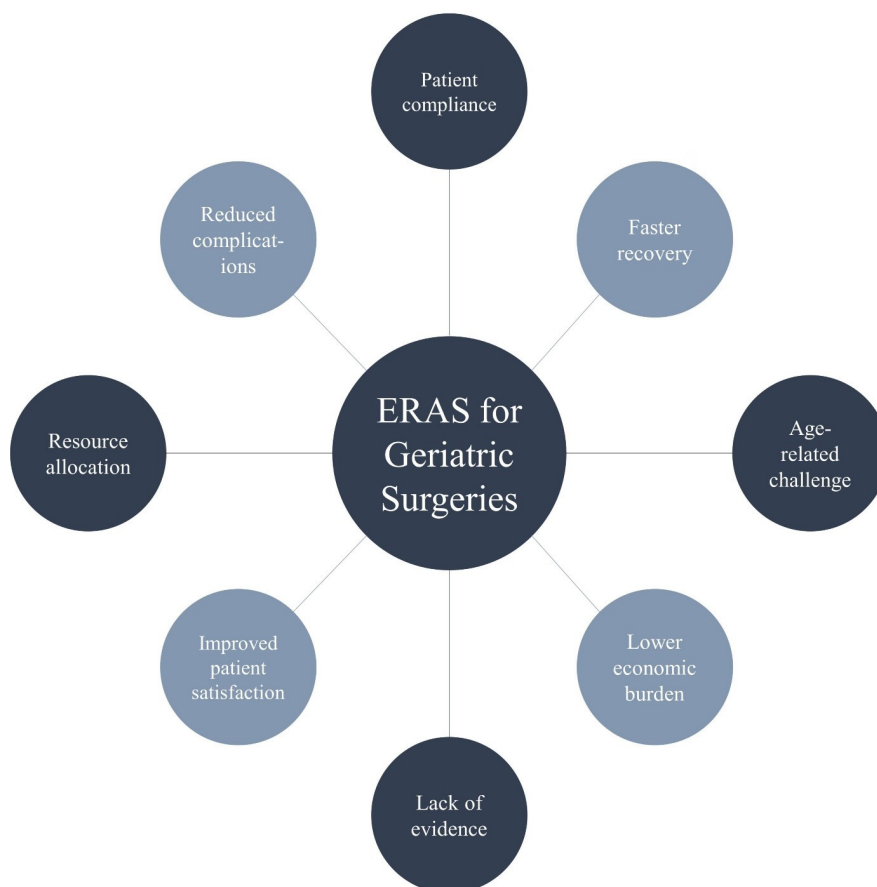 Patient
compliance
Reduced
complicat-
ions
Faster
recovery
ERAS for
Geriatric
Surgeries
Resource
allocation
Age-
related
challenge
Improved
patient
satisfaction
Lower
economic
burden
Lack of
evidence